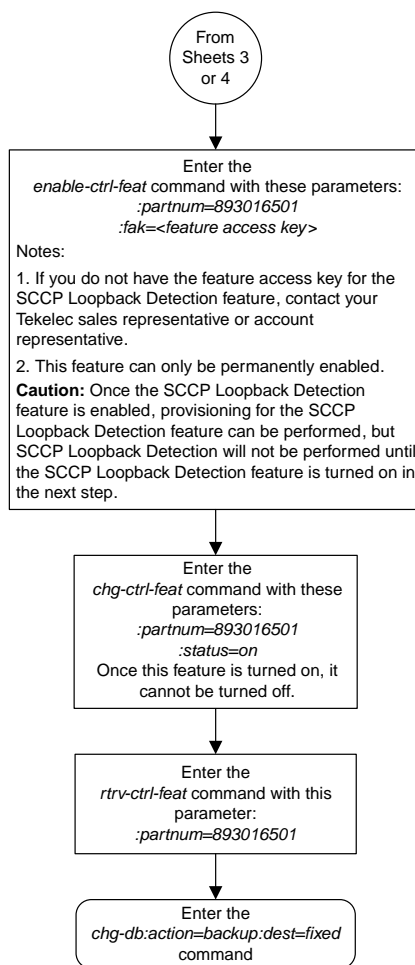 From
Sheets 3
or 4
Enter the
enable-ctrl-feat command with these parameters:
:partnum=893016501
:fak=<feature access key>
Notes:
1. If you do not have the feature access key for the
SCCP Loopback Detection feature, contact your
Tekelec sales representative or account
representative.
2. This feature can only be permanently enabled.
Caution: Once the SCCP Loopback Detection
feature is enabled, provisioning for the SCCP
Loopback Detection feature can be performed, but
SCCP Loopback Detection will not be performed until
the SCCP Loopback Detection feature is turned on in
the next step.
Enter the
chg-ctrl-feat command with these
parameters:
:partnum=893016501
:status=on
Once this feature is turned on, it
cannot be turned off.
Enter the
rtrv-ctrl-feat command with this
parameter:
:partnum=893016501
Enter the
chg-db:action=backup:dest=fixed
command